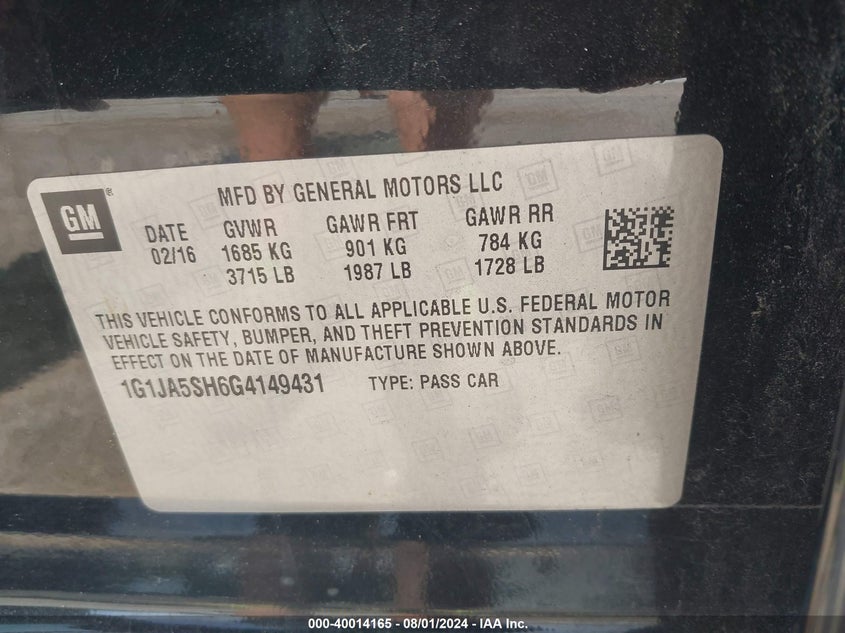 GM®
MFD BY GENERAL MOTORS LLC
DATE GVWR GAWR FRT GAWR RR
02/16 1685 KG 901 KG 784 KG
3715 LB 1987 LB 1728 LB
THIS VEHICLE CONFORMS TO ALL APPLICABLE U.S. FEDERAL MOTOR
VEHICLE SAFETY, BUMPER, AND THEFT PREVENTION STANDARDS IN
EFFECT ON THE DATE OF MANUFACTURE SHOWN ABOVE.
1G1JA5SH6G4149431 TYPE: PASS CAR
000-40014165 - 08/01/2024 - IAA Inc.